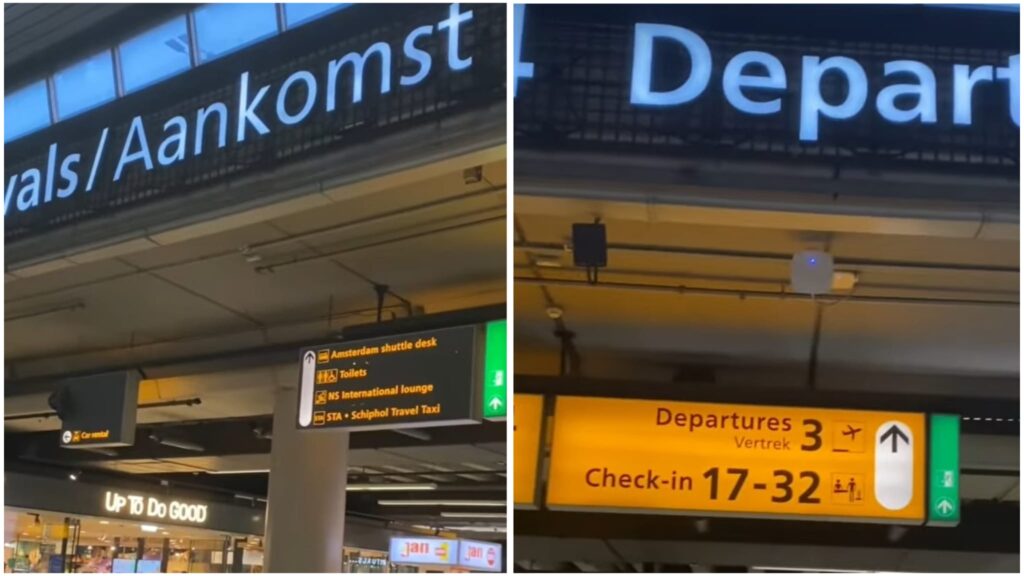 vals / Aankomst
Amsterdam shuttle desk
Toilets
NS International lounge
STA • Schiphol Travel Taxi
Car rental
UP TO DO GOOD
jan
jan
RITUALS
Depart
Departures 3
Vertrek
Check-in 17-32